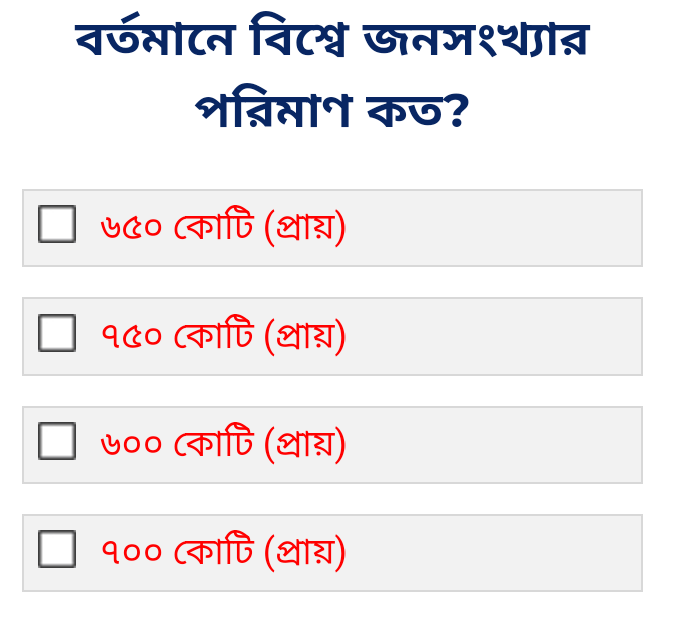 বর্তমানে বিশ্বে জনসংখ্যার
পরিমাণ কত?
৬৫০ কোটি (প্রায়)
৭৫০ কোটি (প্রায়)
৬০০ কোটি (প্রায়)
৭০০ কোটি (প্রায়)